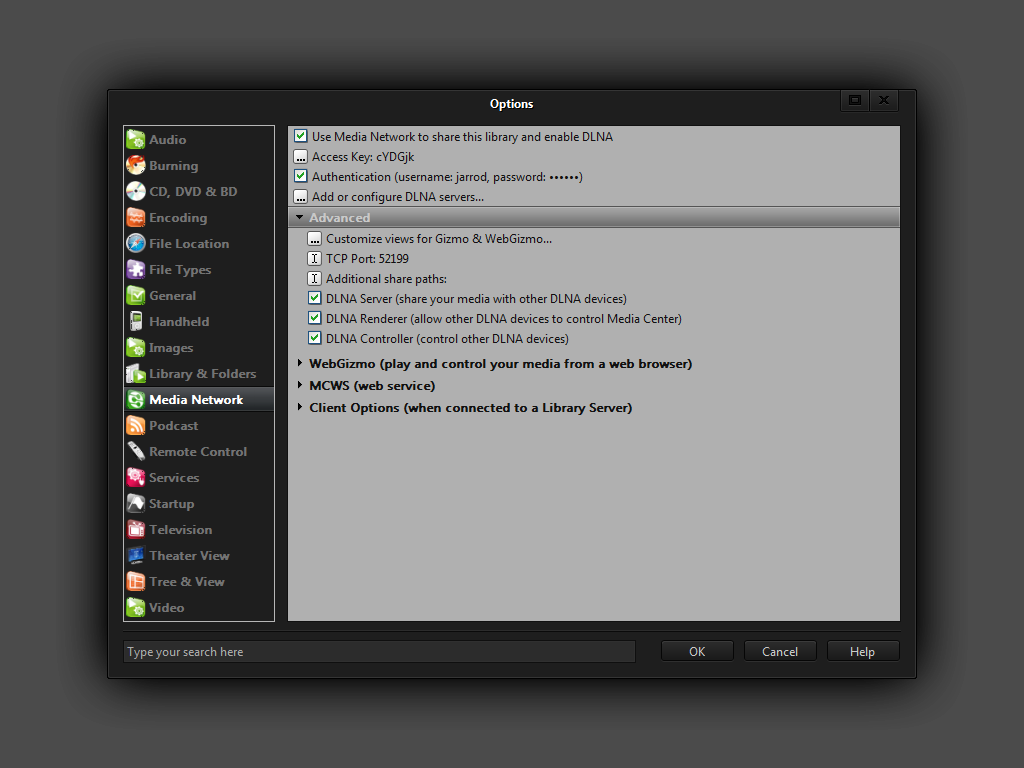 Options
Audio
Burning
CD, DVD & BD
Encoding
File Location
File Types
General
Handheld
Images
Library & Folders
Media Network
Podcast
Remote Control
Services
Startup
Television
Theater View
Tree & View
Video
Use Media Network to share this library and enable DLNA
... Access Key: cYDGjk
Authentication (username: jarrod, password: ••••••)
... Add or configure DLNA servers...
Advanced
... Customize views for Gizmo & WebGizmo...
TCP Port: 52199
Additional share paths:
DLNA Server (share your media with other DLNA devices)
DLNA Renderer (allow other DLNA devices to control Media Center)
DLNA Controller (control other DLNA devices)
WebGizmo (play and control your media from a web browser)
MCWS (web service)
Client Options (when connected to a Library Server)
Type your search here
OK
Cancel
Help